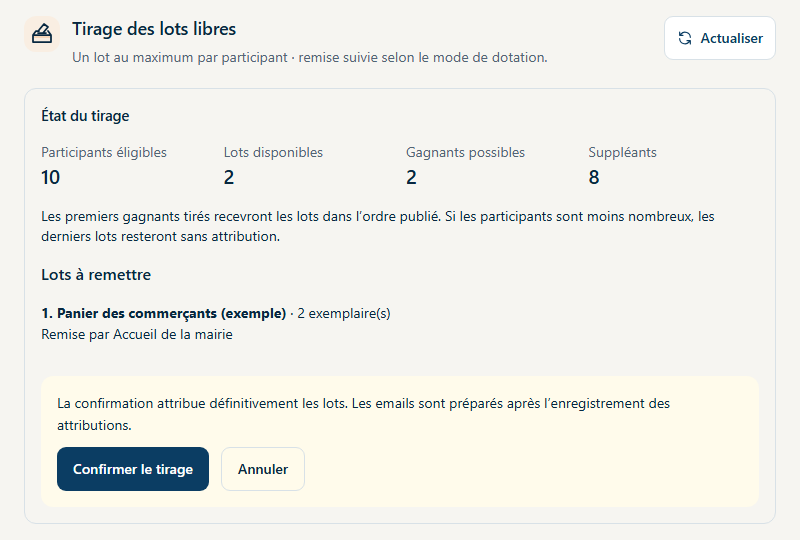 Tirage des lots libres
Un lot au maximum par participant · remise suivie selon le mode de dotation.
Actualiser
État du tirage
Participants éligibles
10
Lots disponibles
2
Gagnants possibles
2
Suppléants
8
Les premiers gagnants tirés recevront les lots dans l’ordre publié. Si les participants sont moins nombreux, les
derniers lots resteront sans attribution.
Lots à remettre
1. Panier des commerçants (exemple) · 2 exemplaire(s)
Remise par Accueil de la mairie
La confirmation attribue définitivement les lots. Les emails sont préparés après l’enregistrement des
attributions.
Confirmer le tirage
Annuler